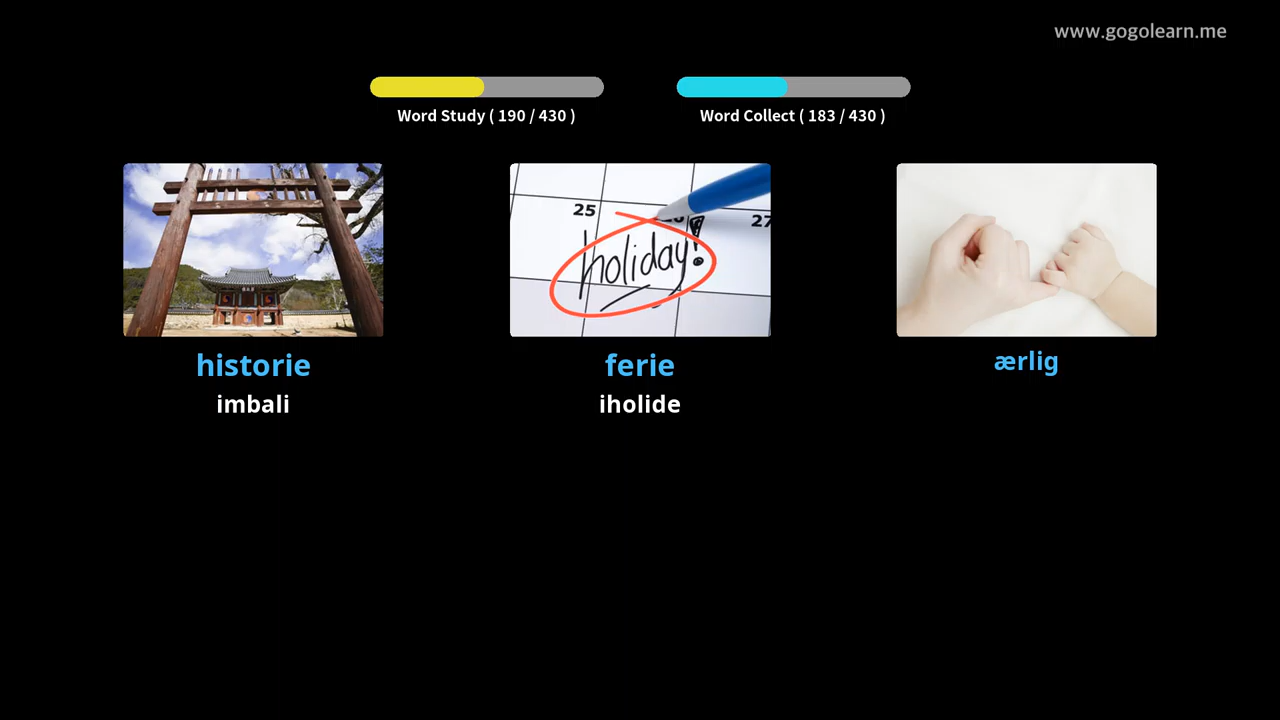 www.gogolearn.me
Word Study ( 190 / 430 )
Word Collect ( 183 / 430 )
25
27
holiday!
historie
imbali
ferie
iholide
ærlig